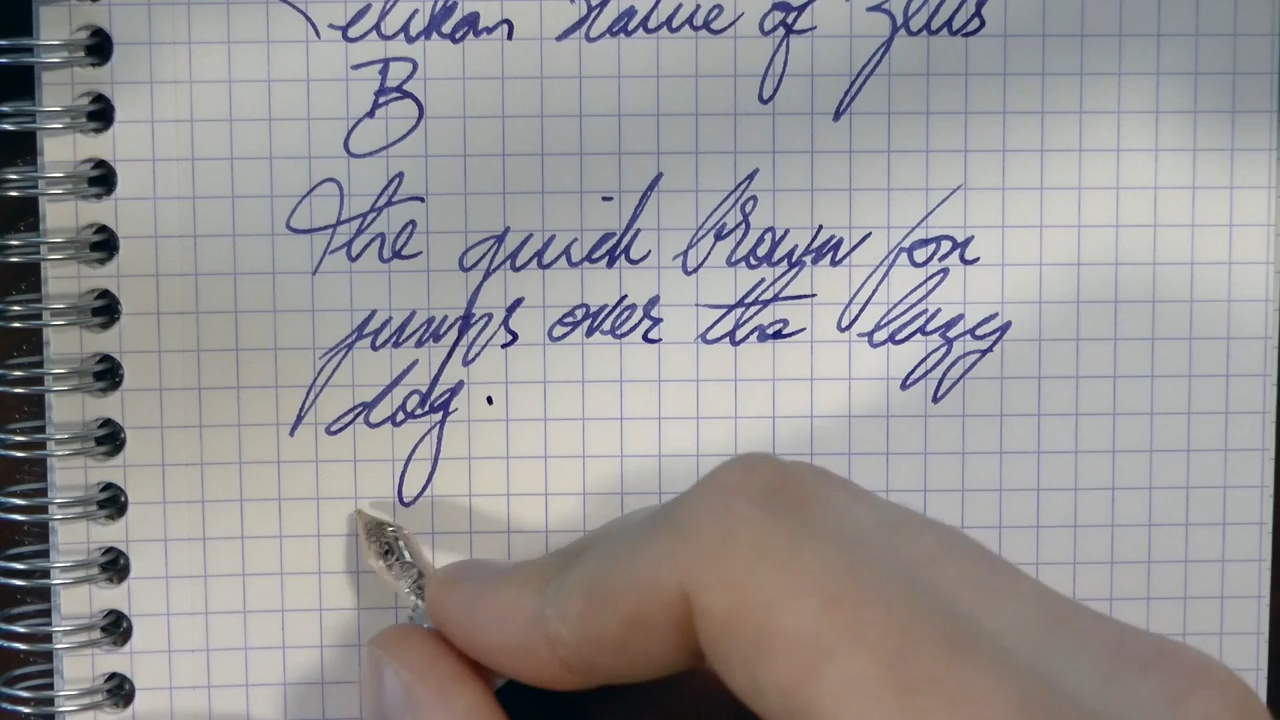 Pelikan Statue of Zeus
B
The quick brown fox
jumps over the lazy
dog.